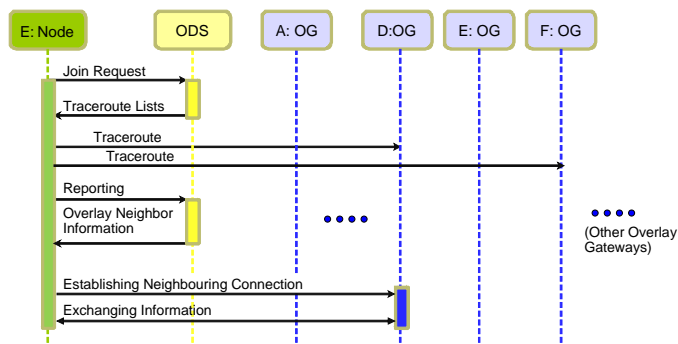 E: Node
ODS
A: OG
D:OG
E: OG
F: OG
Join Request
Traceroute Lists
Traceroute
Traceroute
Reporting
Overlay Neighbor
Information
(Other Overlay
Gateways)
Establishing Neighbouring Connection
Exchanging Information